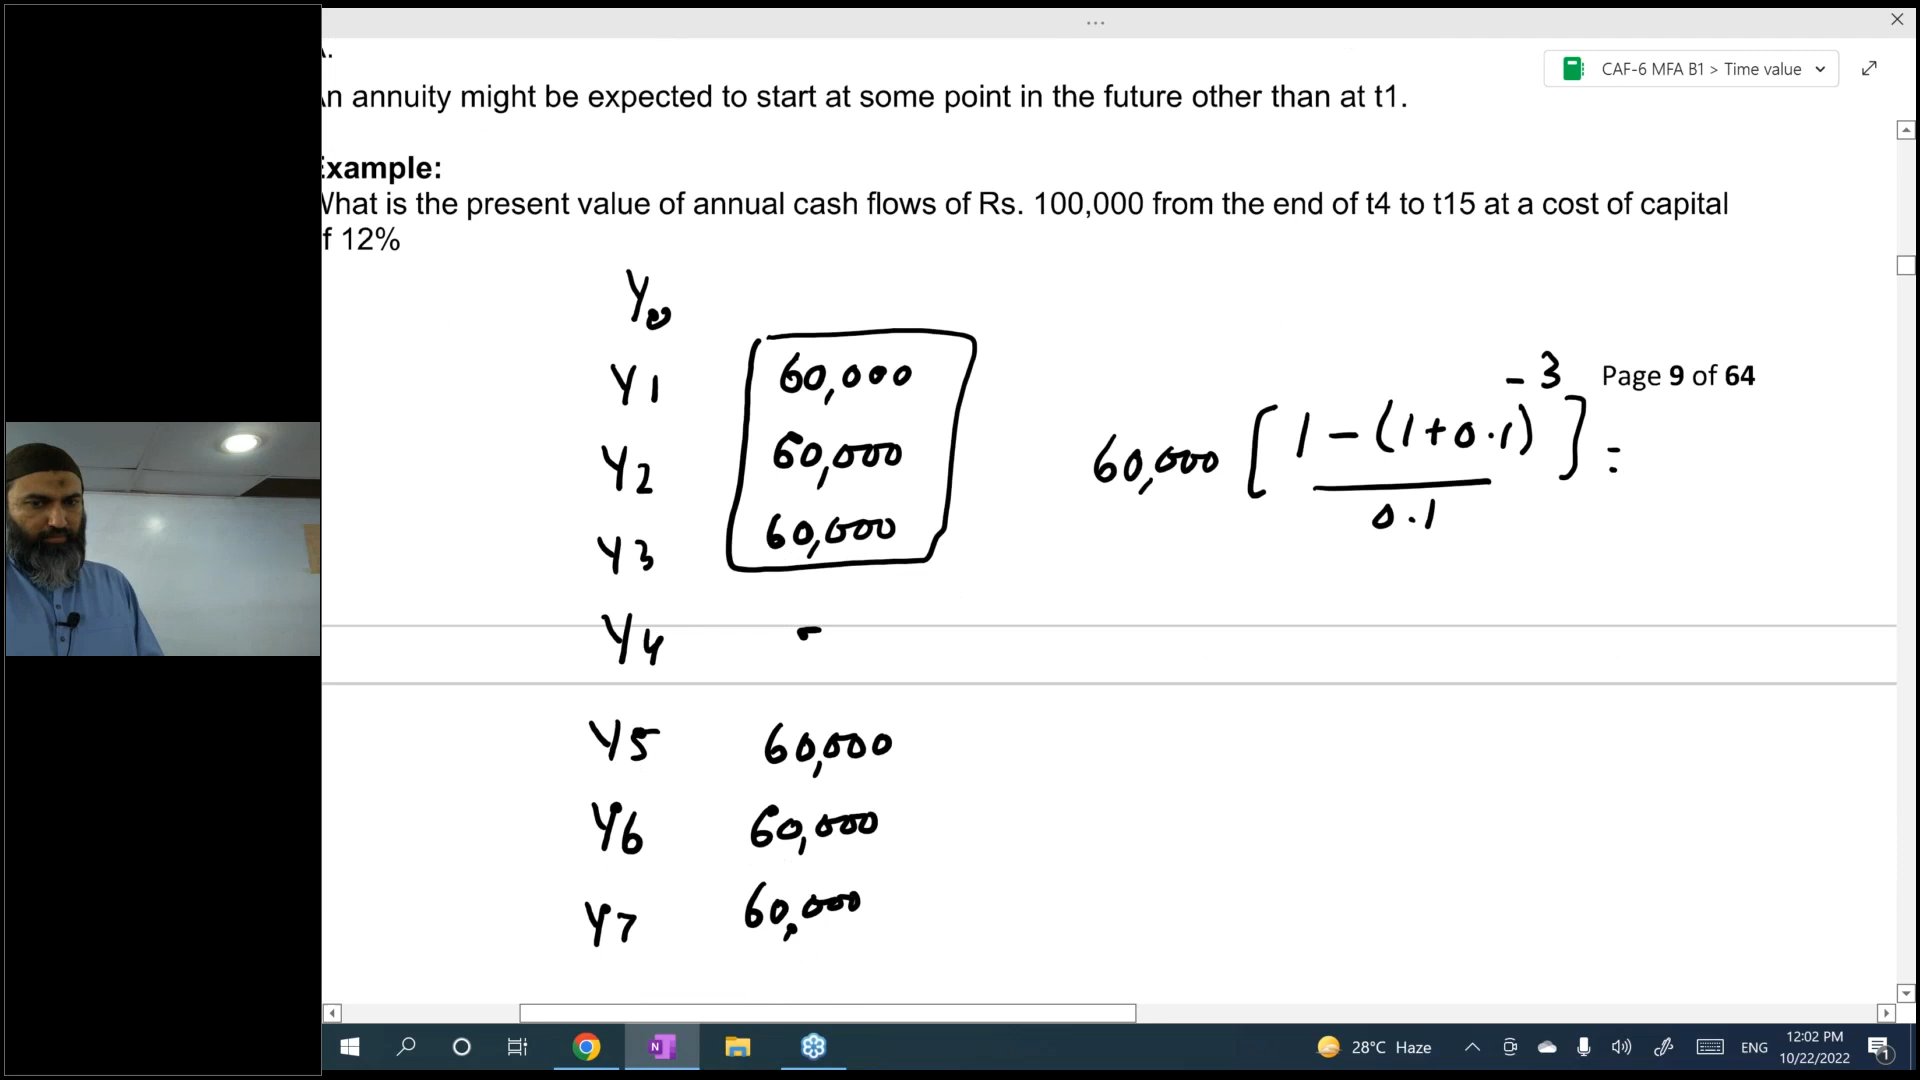 CAF-6 MFA B1 > Time value
n annuity might be expected to start at some point in the future other than at t1.
xample:
What is the present value of annual cash flows of Rs. 100,000 from the end of t4 to t15 at a cost of capital
f 12%
Y0
Y1 60,000
Y2 60,000
Y3 60,000
Page 9 of 64
60,000 [ 1 - (1+0.1)^-3 / 0.1 ] =
Y4 -
Y5 60,000
Y6 60,000
Y7 60,000
28°C Haze
ENG
12:02 PM
10/22/2022
1